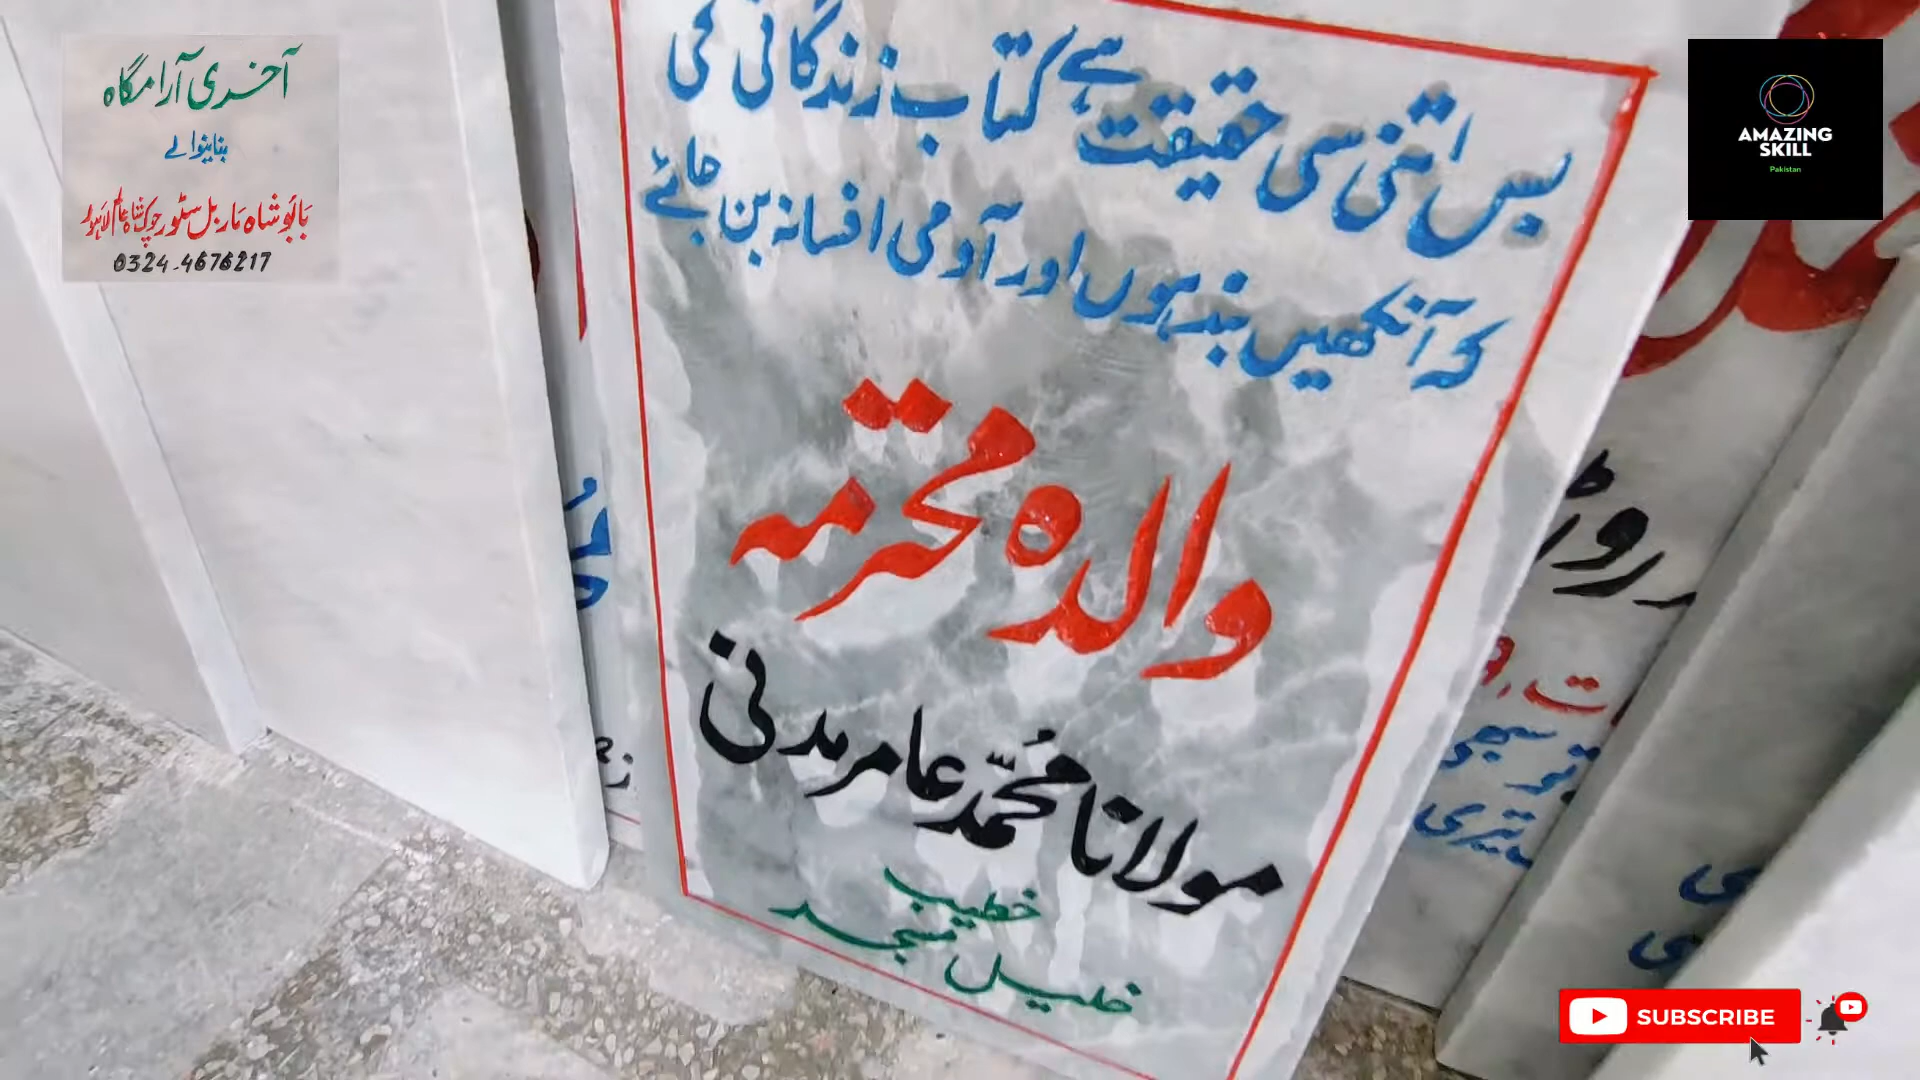 آخری آرامگاہ
بنانیوالے
بابو شاہ ماربل سٹور چوک شاہ عالم لاہور
0324-4676217
AMAZING
SKILL
Pakistan
بس اتنی سی حقیقت ہے کتاب زندگانی کی
کہ آنکھیں بند ہوں اور آدمی افسانہ بن جائے
والدہ محترمہ
مولانا محمد عامر مدنی
خطیب
خلیل مسجد
روڈ
SUBSCRIBE